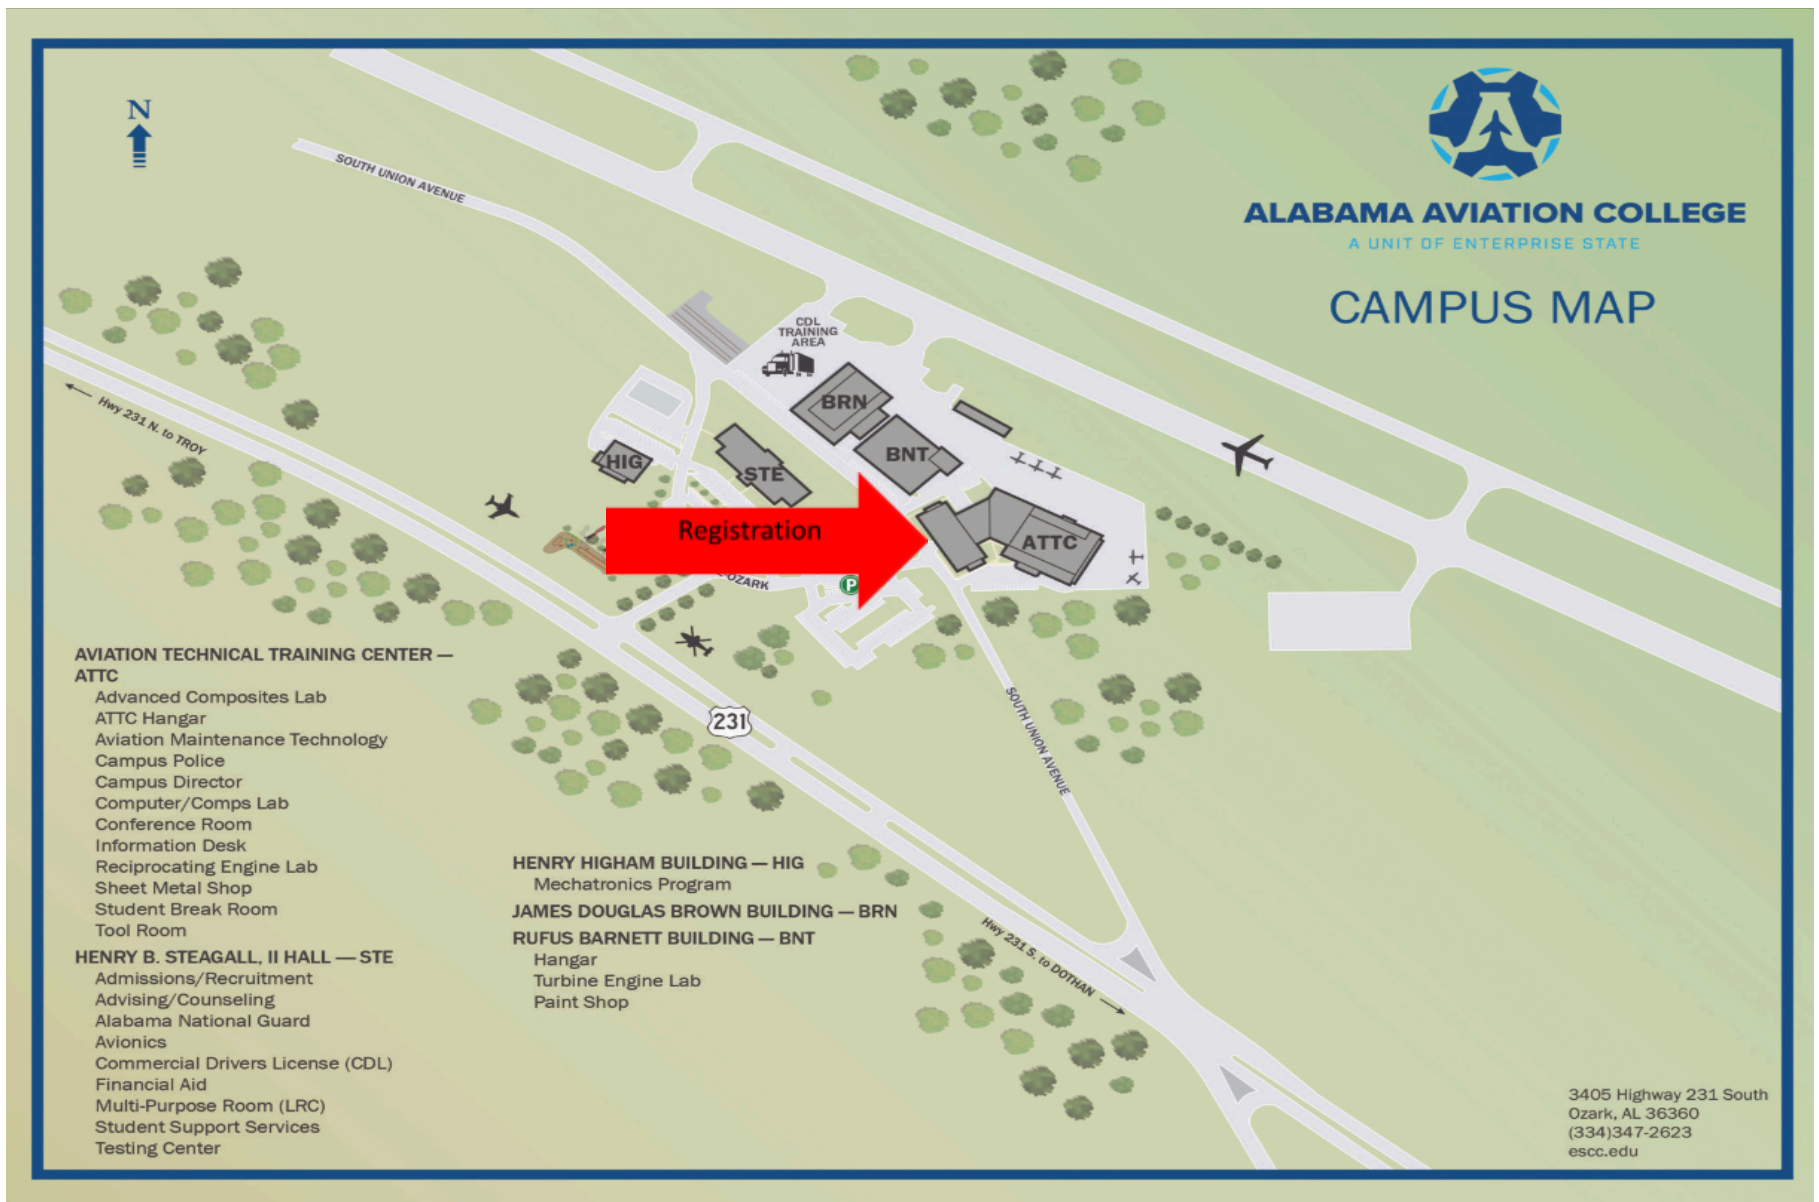 N
SOUTH UNION AVENUE
ALABAMA AVIATION COLLEGE
A UNIT OF ENTERPRISE STATE
CAMPUS MAP
CDL
TRAINING
AREA
Hwy 231 N. to TROY
BRN
BNT
HIG
STE
Registration
ATTC
OZARK
P
231
SOUTH UNION AVENUE
Hwy 231 S. to DOTHAN
AVIATION TECHNICAL TRAINING CENTER —
ATTC
Advanced Composites Lab
ATTC Hangar
Aviation Maintenance Technology
Campus Police
Campus Director
Computer/Comps Lab
Conference Room
Information Desk
Reciprocating Engine Lab
Sheet Metal Shop
Student Break Room
Tool Room
HENRY B. STEAGALL, II HALL — STE
Admissions/Recruitment
Advising/Counseling
Alabama National Guard
Avionics
Commercial Drivers License (CDL)
Financial Aid
Multi-Purpose Room (LRC)
Student Support Services
Testing Center
HENRY HIGHAM BUILDING — HIG
Mechatronics Program
JAMES DOUGLAS BROWN BUILDING — BRN
RUFUS BARNETT BUILDING — BNT
Hangar
Turbine Engine Lab
Paint Shop
3405 Highway 231 South
Ozark, AL 36360
(334)347-2623
escc.edu